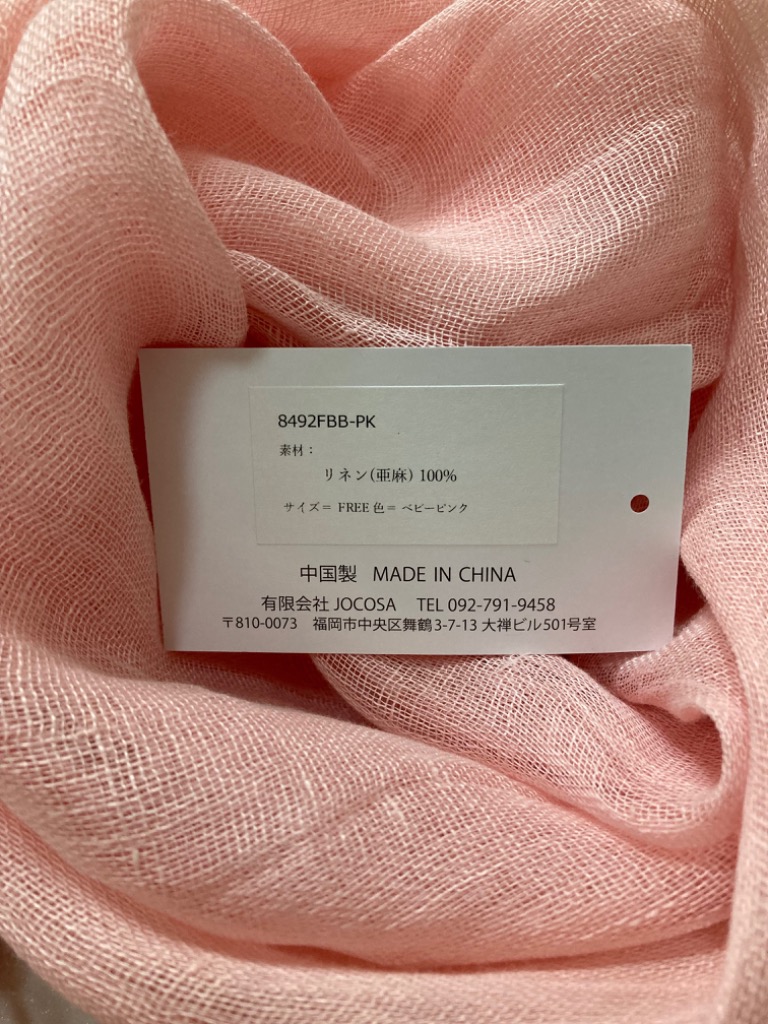 8492FBB-PK
素材：
リネン(亜麻) 100%
サイズ＝ FREE 色＝ ベビーピンク
中国製 MADE IN CHINA
有限会社 JOCOSA TEL 092-791-9458
〒810-0073 福岡市中央区舞鶴3-7-13 大禅ビル501号室